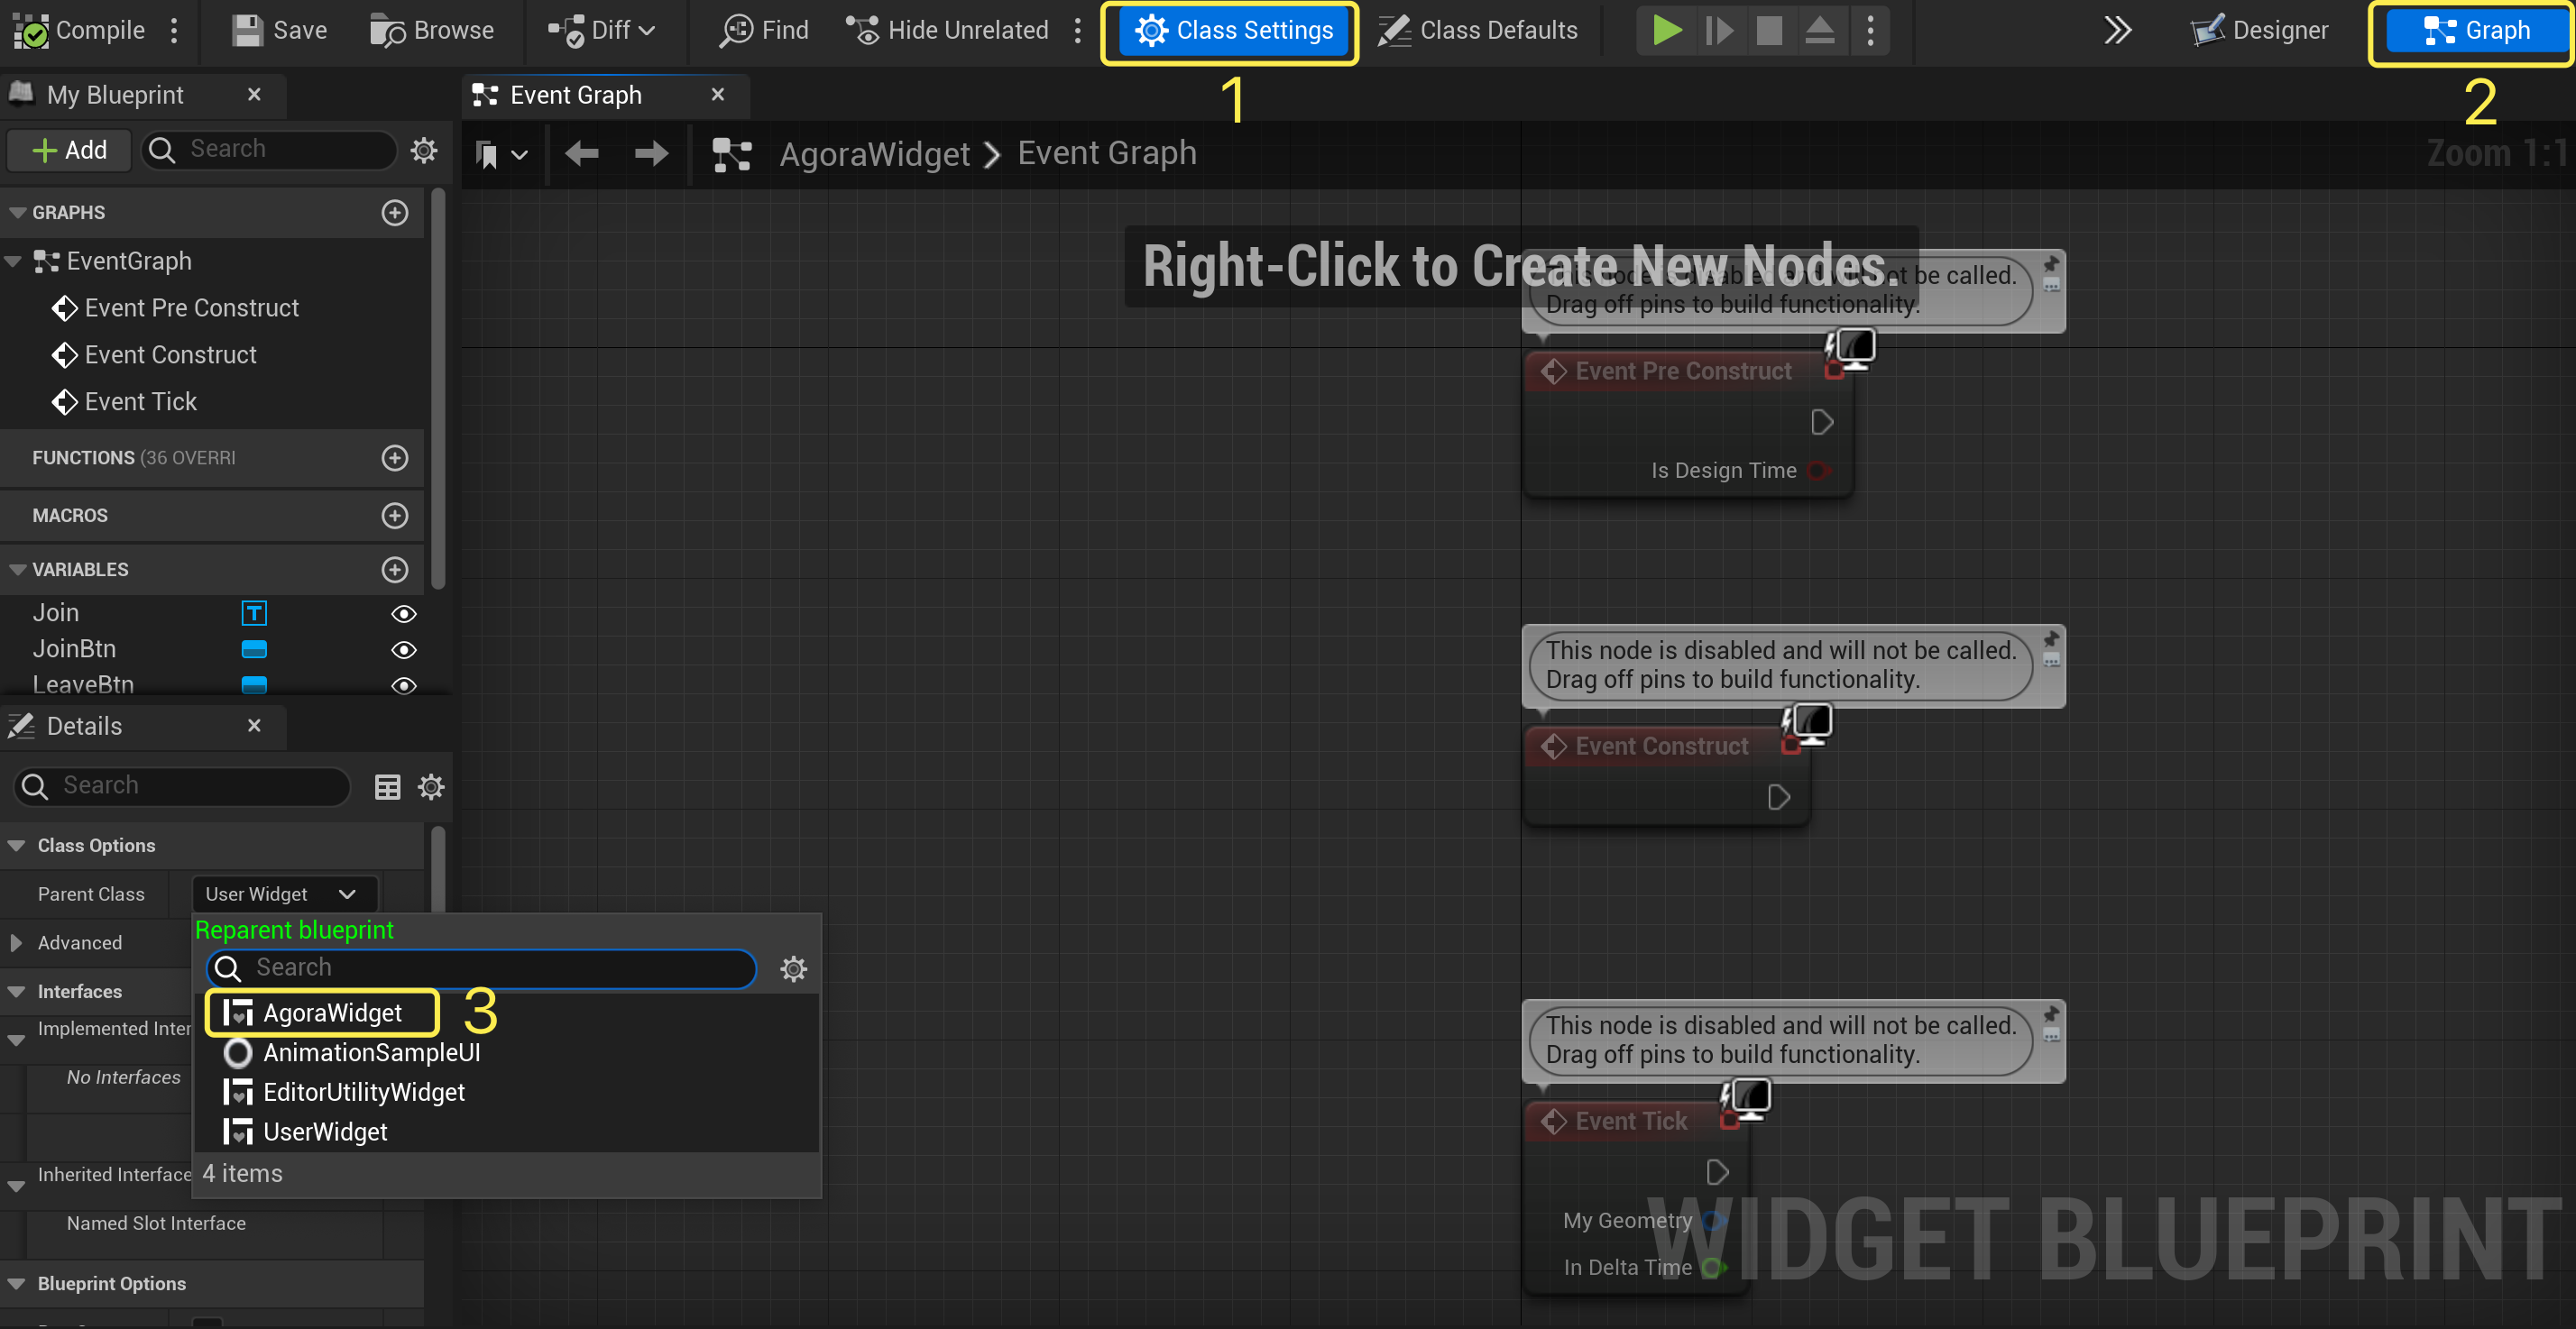 Compile
Save
Browse
Diff
Find
Hide Unrelated
Class Settings
Class Defaults
Designer
Graph
1
2
My Blueprint
Event Graph
Add
Search
AgoraWidget
Event Graph
Zoom 1:1
GRAPHS
EventGraph
Event Pre Construct
Event Construct
Event Tick
FUNCTIONS (36 OVERRI
MACROS
VARIABLES
Join
T
JoinBtn
LeaveBtn
Details
Search
Class Options
Parent Class
User Widget
Advanced
Interfaces
Implemented Inter
No Interfaces
Inherited Interface
Named Slot Interface
Blueprint Options
Reparent blueprint
Search
AgoraWidget
3
AnimationSampleUI
EditorUtilityWidget
UserWidget
4 items
Right-Click to Create New Nodes.
This node is disabled and will not be called.
Drag off pins to build functionality.
Event Pre Construct
Is Design Time
This node is disabled and will not be called.
Drag off pins to build functionality.
Event Construct
This node is disabled and will not be called.
Drag off pins to build functionality.
Event Tick
My Geometry
In Delta Time
WIDGET BLUEPRINT